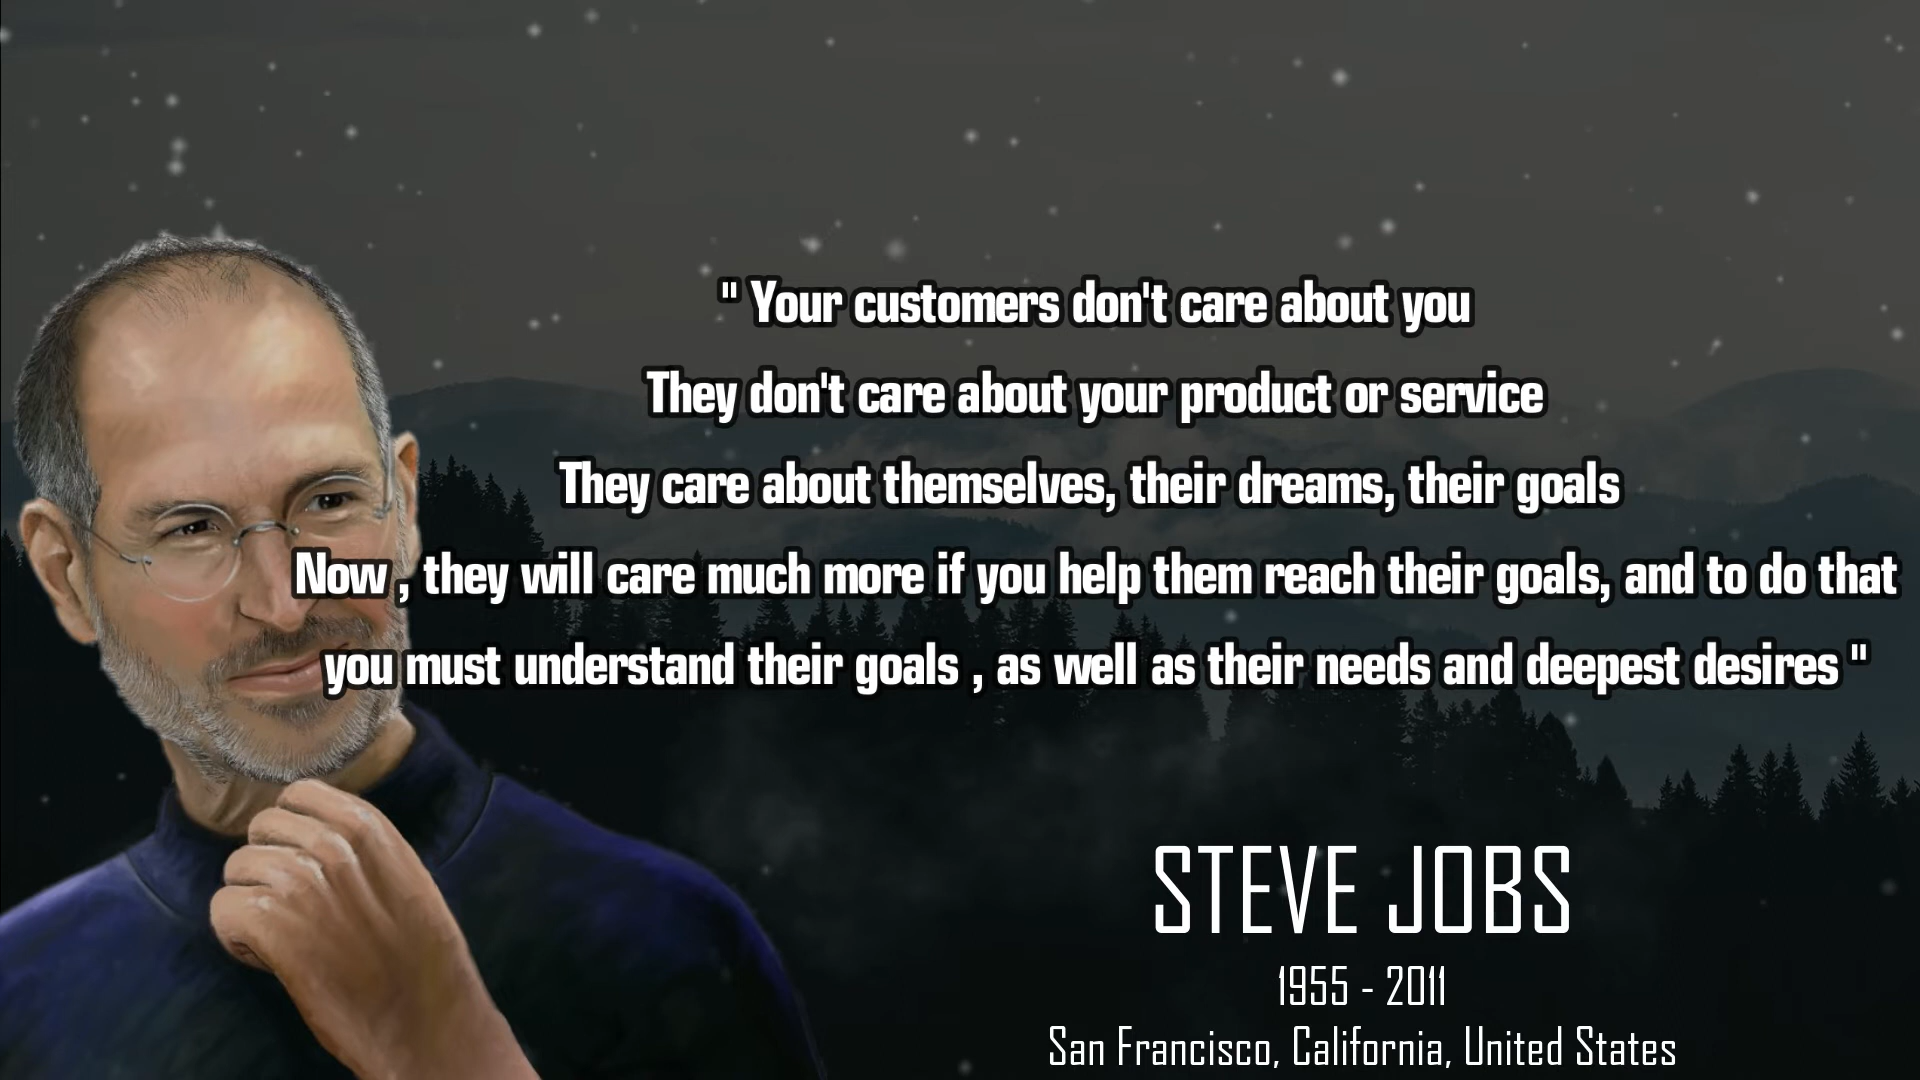 " Your customers don't care about you
They don't care about your product or service
They care about themselves, their dreams, their goals
Now , they will care much more if you help them reach their goals, and to do that
you must understand their goals , as well as their needs and deepest desires "
STEVE JOBS
1955 - 2011
San Francisco, California, United States